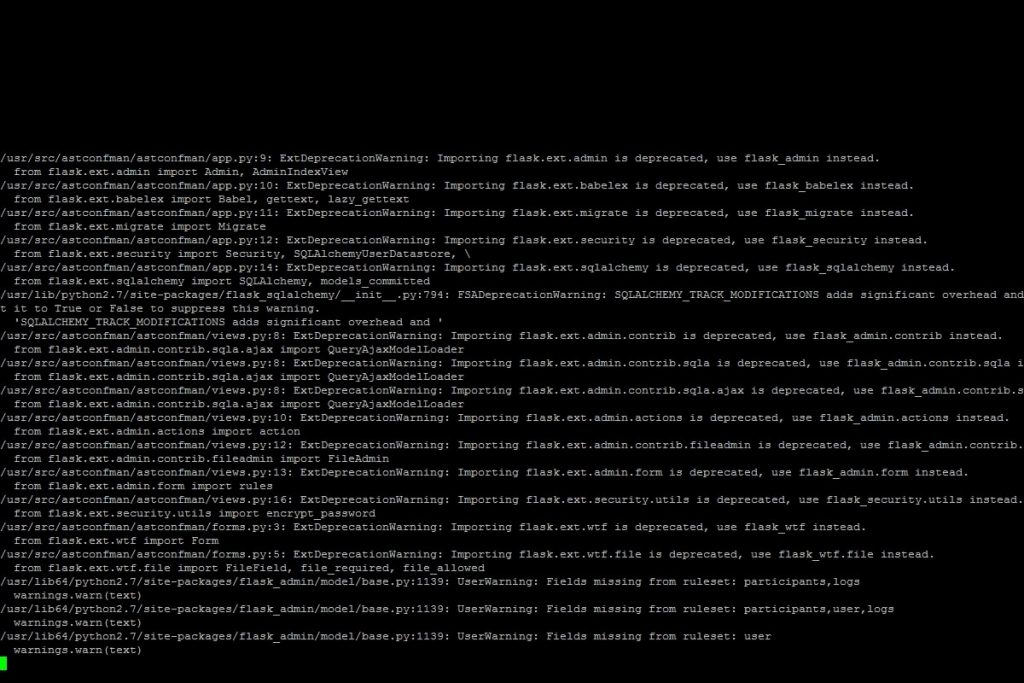 /usr/src/astconfman/astconfman/app.py:9: ExtDeprecationWarning: Importing flask.ext.admin is deprecated, use flask_admin instead.
  from flask.ext.admin import Admin, AdminIndexView
/usr/src/astconfman/astconfman/app.py:10: ExtDeprecationWarning: Importing flask.ext.babelex is deprecated, use flask_babelex instead.
  from flask.ext.babelex import Babel, gettext, lazy_gettext
/usr/src/astconfman/astconfman/app.py:11: ExtDeprecationWarning: Importing flask.ext.migrate is deprecated, use flask_migrate instead.
  from flask.ext.migrate import Migrate
/usr/src/astconfman/astconfman/app.py:12: ExtDeprecationWarning: Importing flask.ext.security is deprecated, use flask_security instead.
  from flask.ext.security import Security, SQLAlchemyUserDatastore, \
/usr/src/astconfman/astconfman/app.py:14: ExtDeprecationWarning: Importing flask.ext.sqlalchemy is deprecated, use flask_sqlalchemy instead.
  from flask.ext.sqlalchemy import SQLAlchemy, models_committed
/usr/lib/python2.7/site-packages/flask_sqlalchemy/__init__.py:794: FSADeprecationWarning: SQLALCHEMY_TRACK_MODIFICATIONS adds significant overhead and
t it to True or False to suppress this warning.
  'SQLALCHEMY_TRACK_MODIFICATIONS adds significant overhead and '
/usr/src/astconfman/astconfman/views.py:8: ExtDeprecationWarning: Importing flask.ext.admin.contrib is deprecated, use flask_admin.contrib instead.
  from flask.ext.admin.contrib.sqla.ajax import QueryAjaxModelLoader
/usr/src/astconfman/astconfman/views.py:8: ExtDeprecationWarning: Importing flask.ext.admin.contrib.sqla is deprecated, use flask_admin.contrib.sqla i
  from flask.ext.admin.contrib.sqla.ajax import QueryAjaxModelLoader
/usr/src/astconfman/astconfman/views.py:8: ExtDeprecationWarning: Importing flask.ext.admin.contrib.sqla.ajax is deprecated, use flask_admin.contrib.s
  from flask.ext.admin.contrib.sqla.ajax import QueryAjaxModelLoader
/usr/src/astconfman/astconfman/views.py:10: ExtDeprecationWarning: Importing flask.ext.admin.actions is deprecated, use flask_admin.actions instead.
  from flask.ext.admin.actions import action
/usr/src/astconfman/astconfman/views.py:12: ExtDeprecationWarning: Importing flask.ext.admin.contrib.fileadmin is deprecated, use flask_admin.contrib.
  from flask.ext.admin.contrib.fileadmin import FileAdmin
/usr/src/astconfman/astconfman/views.py:13: ExtDeprecationWarning: Importing flask.ext.admin.form is deprecated, use flask_admin.form instead.
  from flask.ext.admin.form import rules
/usr/src/astconfman/astconfman/views.py:16: ExtDeprecationWarning: Importing flask.ext.security.utils is deprecated, use flask_security.utils instead.
  from flask.ext.security.utils import encrypt_password
/usr/src/astconfman/astconfman/forms.py:3: ExtDeprecationWarning: Importing flask.ext.wtf is deprecated, use flask_wtf instead.
  from flask.ext.wtf import Form
/usr/src/astconfman/astconfman/forms.py:5: ExtDeprecationWarning: Importing flask.ext.wtf.file is deprecated, use flask_wtf.file instead.
  from flask.ext.wtf.file import FileField, file_required, file_allowed
/usr/lib64/python2.7/site-packages/flask_admin/model/base.py:1139: UserWarning: Fields missing from ruleset: participants,logs
  warnings.warn(text)
/usr/lib64/python2.7/site-packages/flask_admin/model/base.py:1139: UserWarning: Fields missing from ruleset: participants,user,logs
  warnings.warn(text)
/usr/lib64/python2.7/site-packages/flask_admin/model/base.py:1139: UserWarning: Fields missing from ruleset: user
  warnings.warn(text)